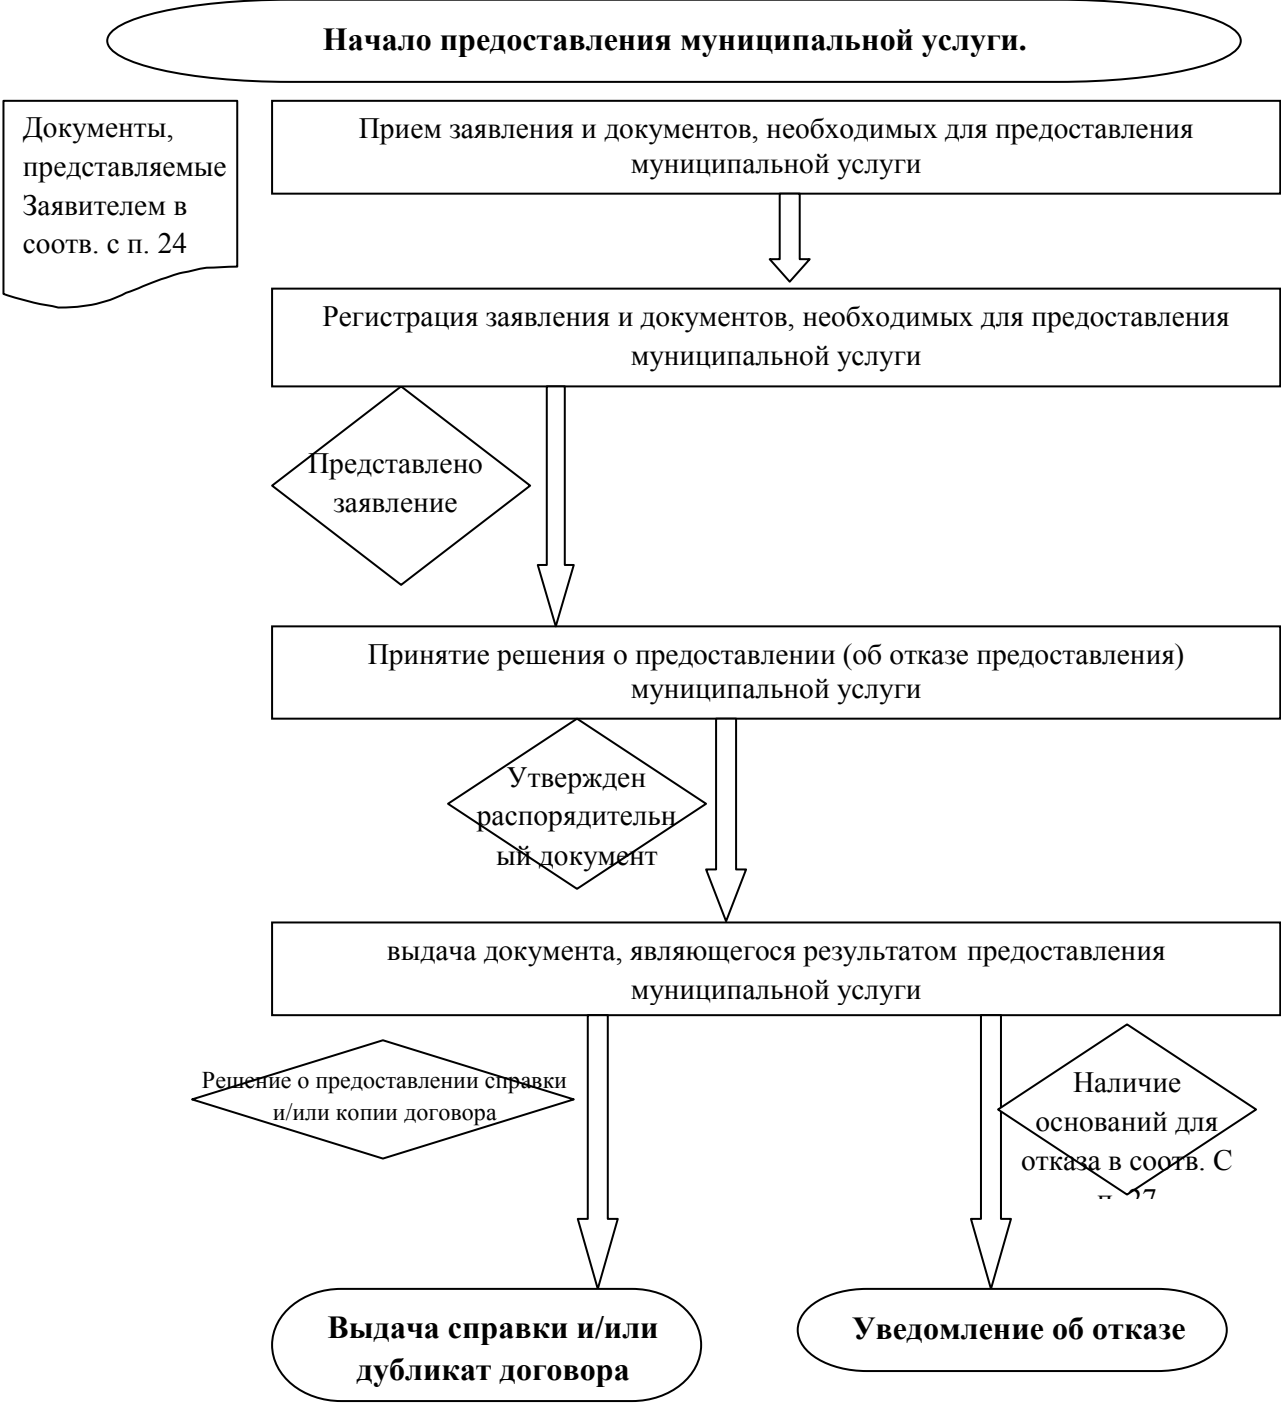 Начало предоставления муниципальной услуги.
Документы,
представляемые
Заявителем в
соотв. с п. 24
Прием заявления и документов, необходимых для предоставления
муниципальной услуги
Регистрация заявления и документов, необходимых для предоставления
муниципальной услуги
Представлено
заявление
Принятие решения о предоставлении (об отказе предоставления)
муниципальной услуги
Утвержден
распорядительн
ый документ
выдача документа, являющегося результатом предоставления
муниципальной услуги
Решение о предоставлении справки
и/или копии договора
Наличие
оснований для
отказа в соотв. С
п. 27
Выдача справки и/или
дубликат договора
Уведомление об отказе